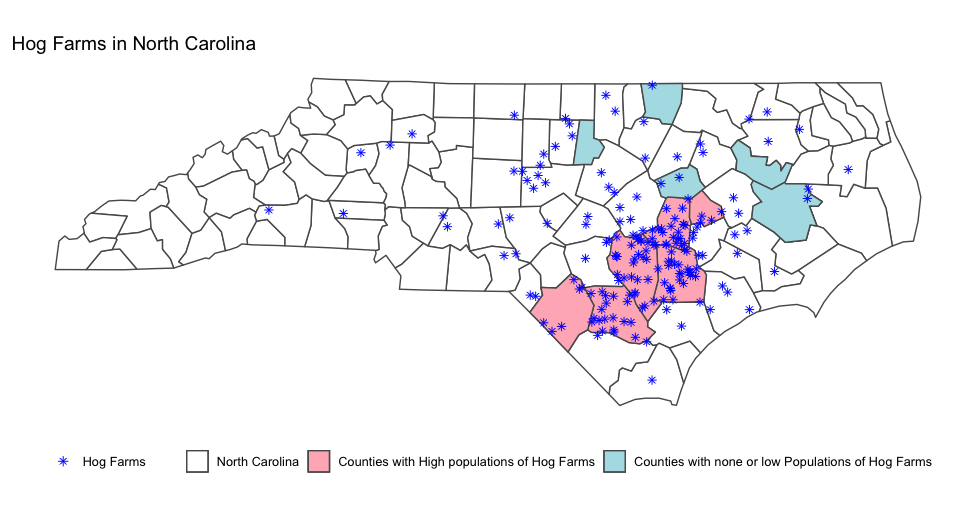 Hog Farms in North Carolina
Hog Farms North Carolina Counties with High populations of Hog Farms Counties with none or low Populations of Hog Farms